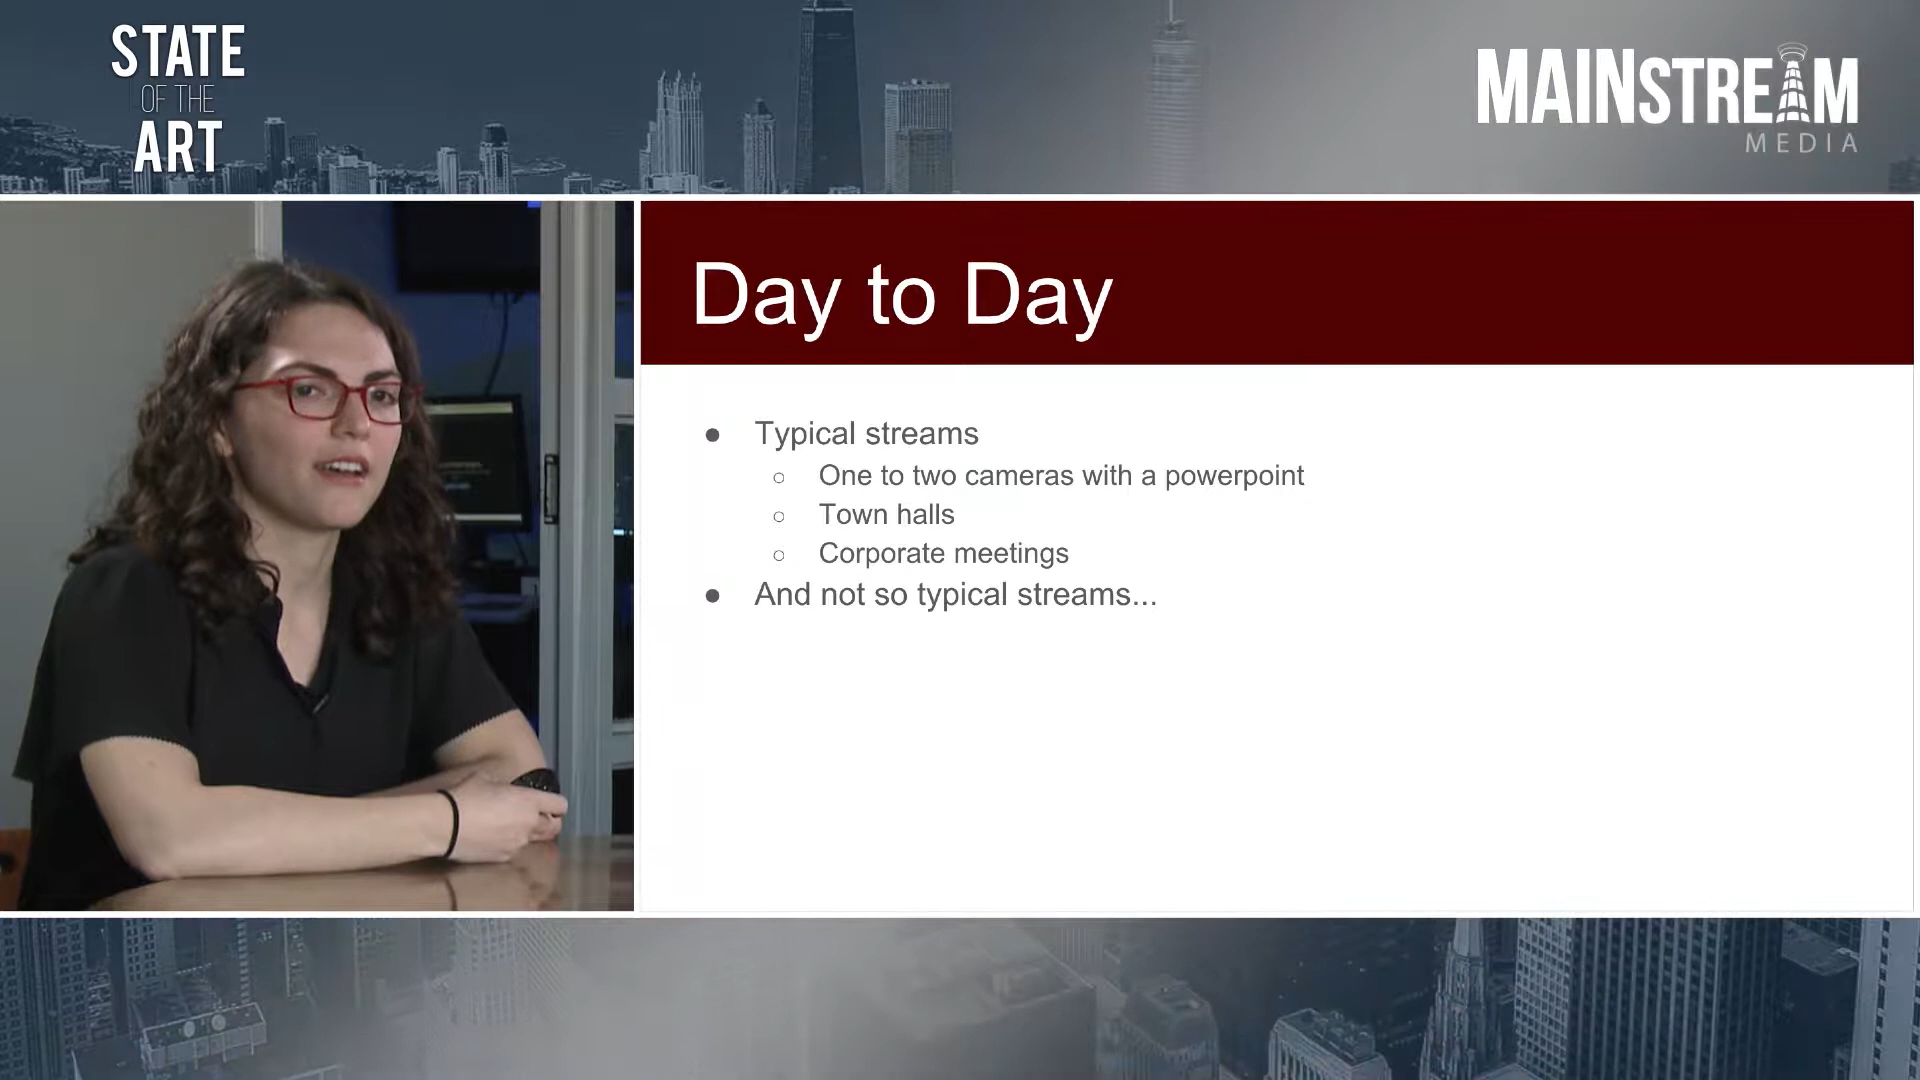 STATE
OF THE
ART
MAINSTREAM
MEDIA
Day to Day
● Typical streams
○ One to two cameras with a powerpoint
○ Town halls
○ Corporate meetings
● And not so typical streams...